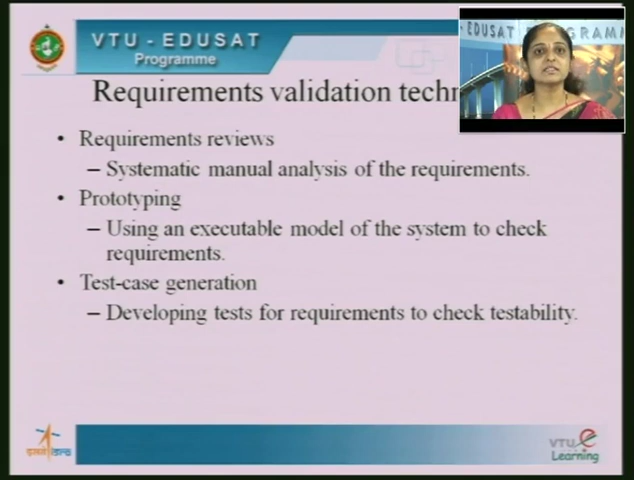 VTU - EDUSAT
Programme
EDUSAT PROGRAMM
Requirements validation techn
• Requirements reviews
– Systematic manual analysis of the requirements.
• Prototyping
– Using an executable model of the system to check
requirements.
• Test-case generation
– Developing tests for requirements to check testability.
VTU e
Learning